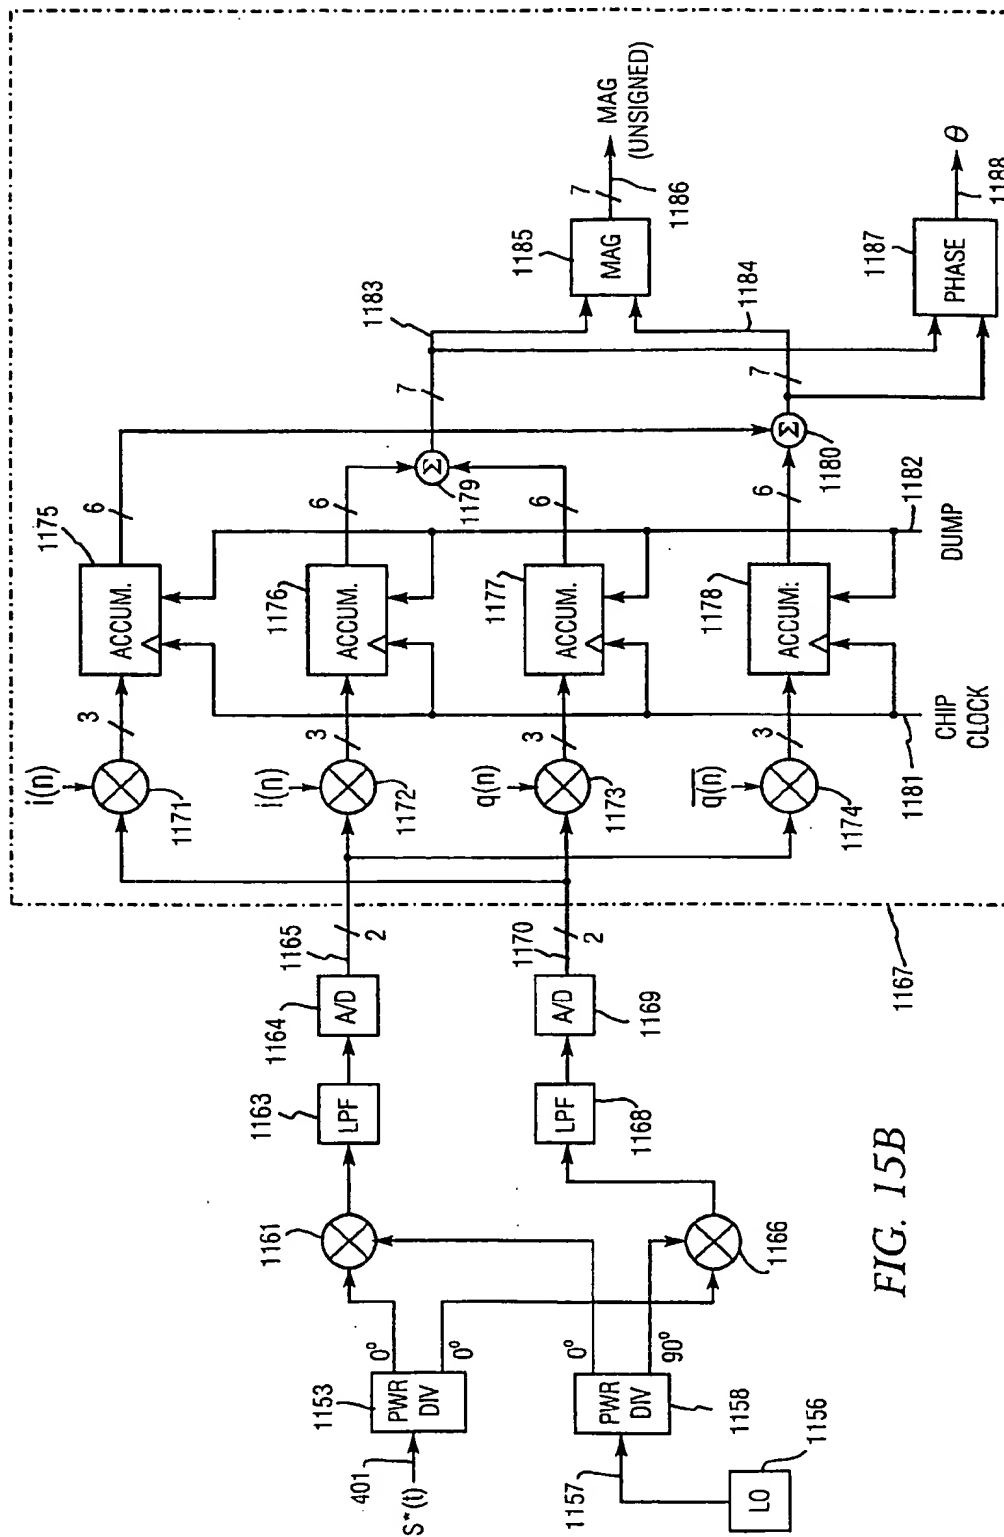 S*(t)
401
1153
PWR
DIV
0°
0°
LO
1156
1157
PWR
DIV
1158
0°
90°
1161
1166
1163
LPF
1164
A/D
1165
2
LPF
1168
A/D
1169
1170
2
1167
i(n)
1171
3
1175
ACCUM.
6
i(n)
1172
3
1176
ACCUM.
6
q(n)
1173
3
1177
ACCUM.
6
q(n)
1174
3
1178
ACCUM:
6
CHIP
CLOCK
1181
DUMP
1182
Σ
1179
7
1183
Σ
1180
7
1184
1185
MAG
7
MAG
(UNSIGNED)
1186
1187
PHASE
θ
1188
FIG. 15B